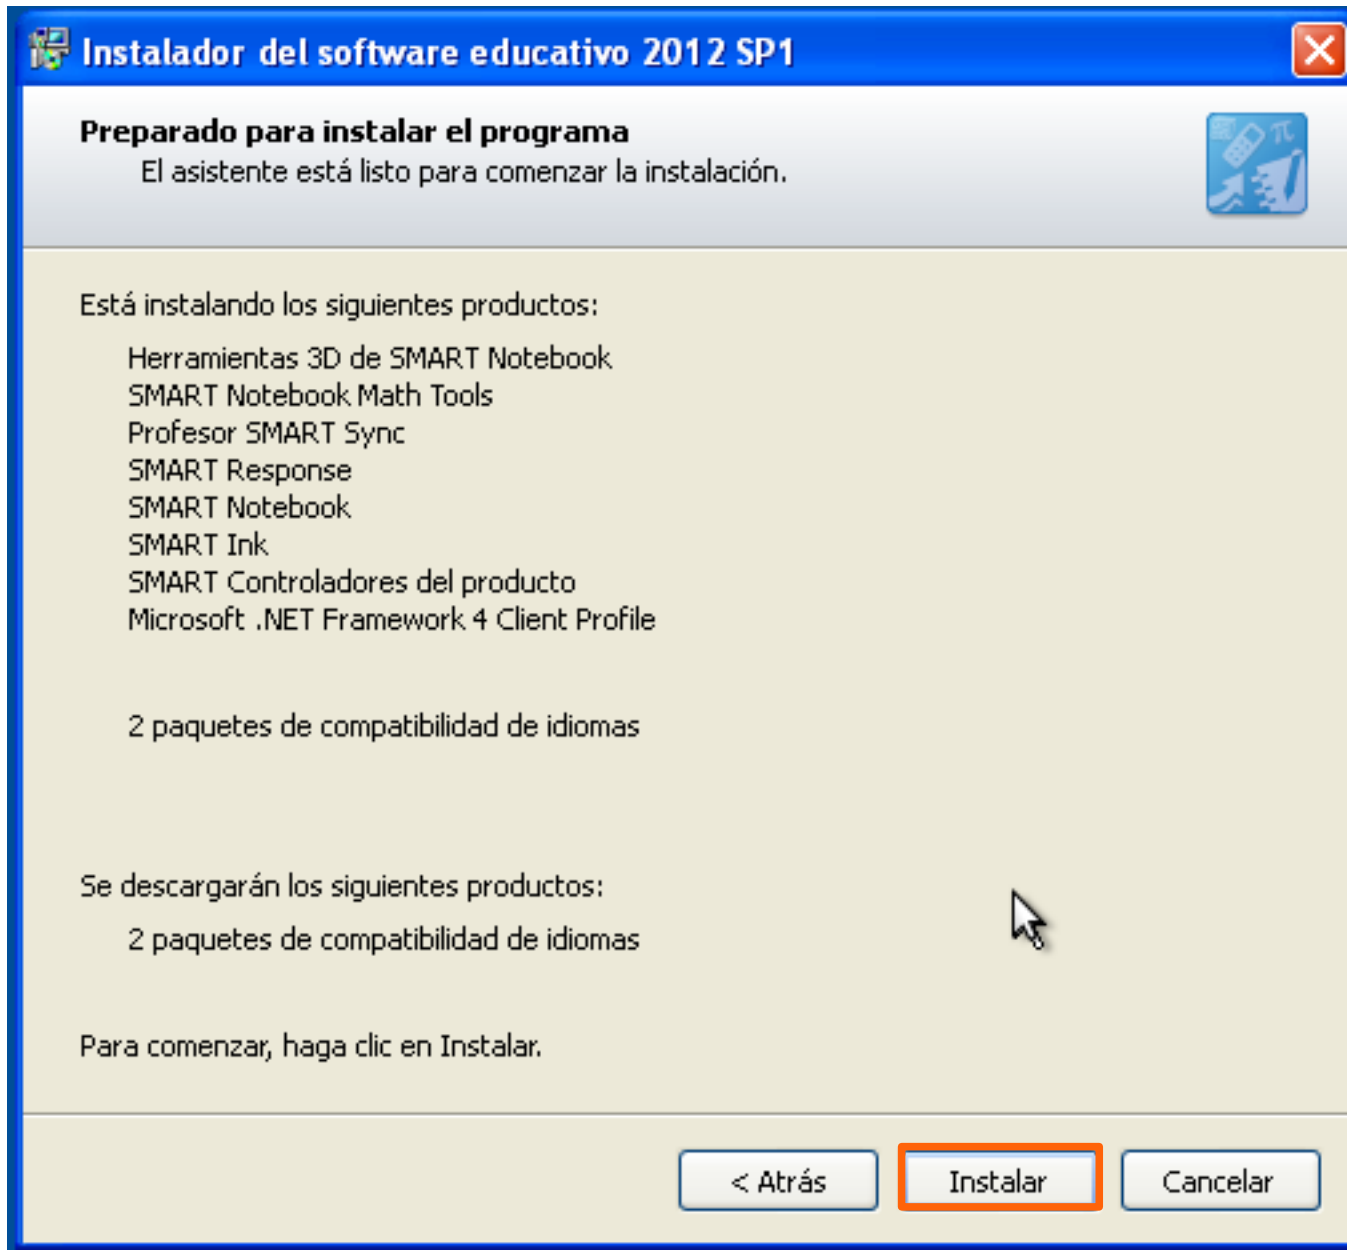 Instalador del software educativo 2012 SP1
Preparado para instalar el programa
El asistente está listo para comenzar la instalación.
Está instalando los siguientes productos:
Herramientas 3D de SMART Notebook
SMART Notebook Math Tools
Profesor SMART Sync
SMART Response
SMART Notebook
SMART Ink
SMART Controladores del producto
Microsoft .NET Framework 4 Client Profile
2 paquetes de compatibilidad de idiomas
Se descargarán los siguientes productos:
2 paquetes de compatibilidad de idiomas
Para comenzar, haga clic en Instalar.
< Atrás
Instalar
Cancelar